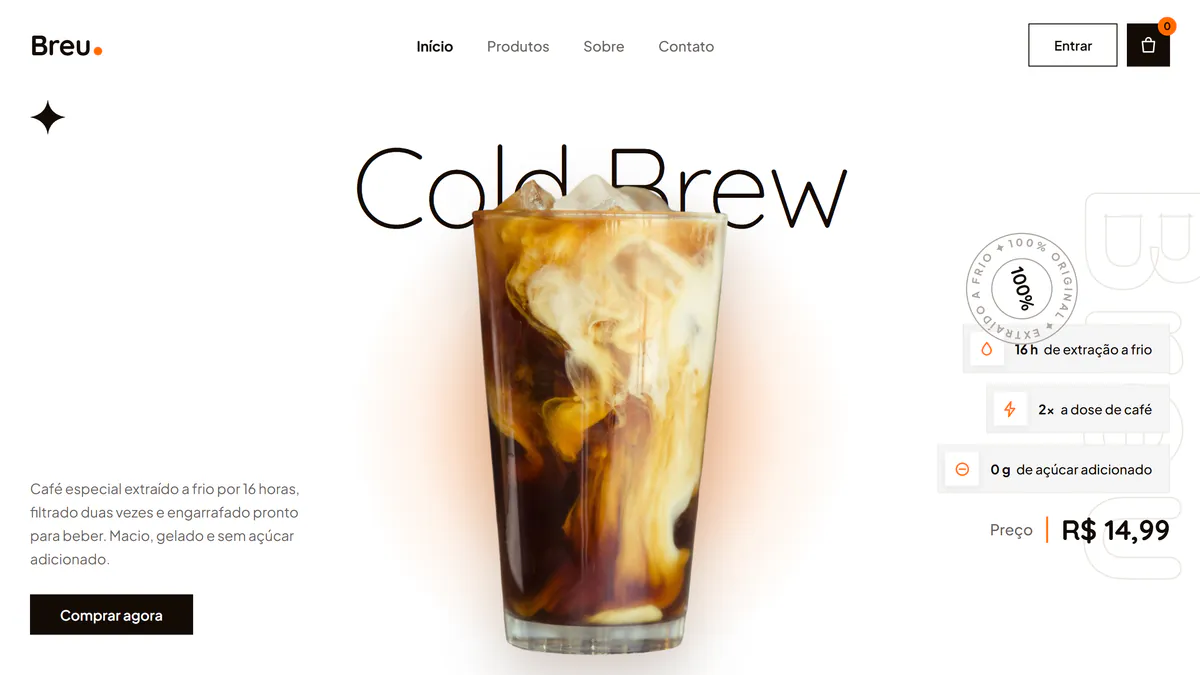 Breu.
Início
Produtos
Sobre
Contato
Entrar
0
Cold Brew
100% ORIGINAL ✦ EXTRAÍDO A FRIO ✦
100%
16 h de extração a frio
2× a dose de café
0 g de açúcar adicionado
Preço
R$ 14,99
Café especial extraído a frio por 16 horas,
filtrado duas vezes e engarrafado pronto
para beber. Macio, gelado e sem açúcar
adicionado.
Comprar agora
BREU